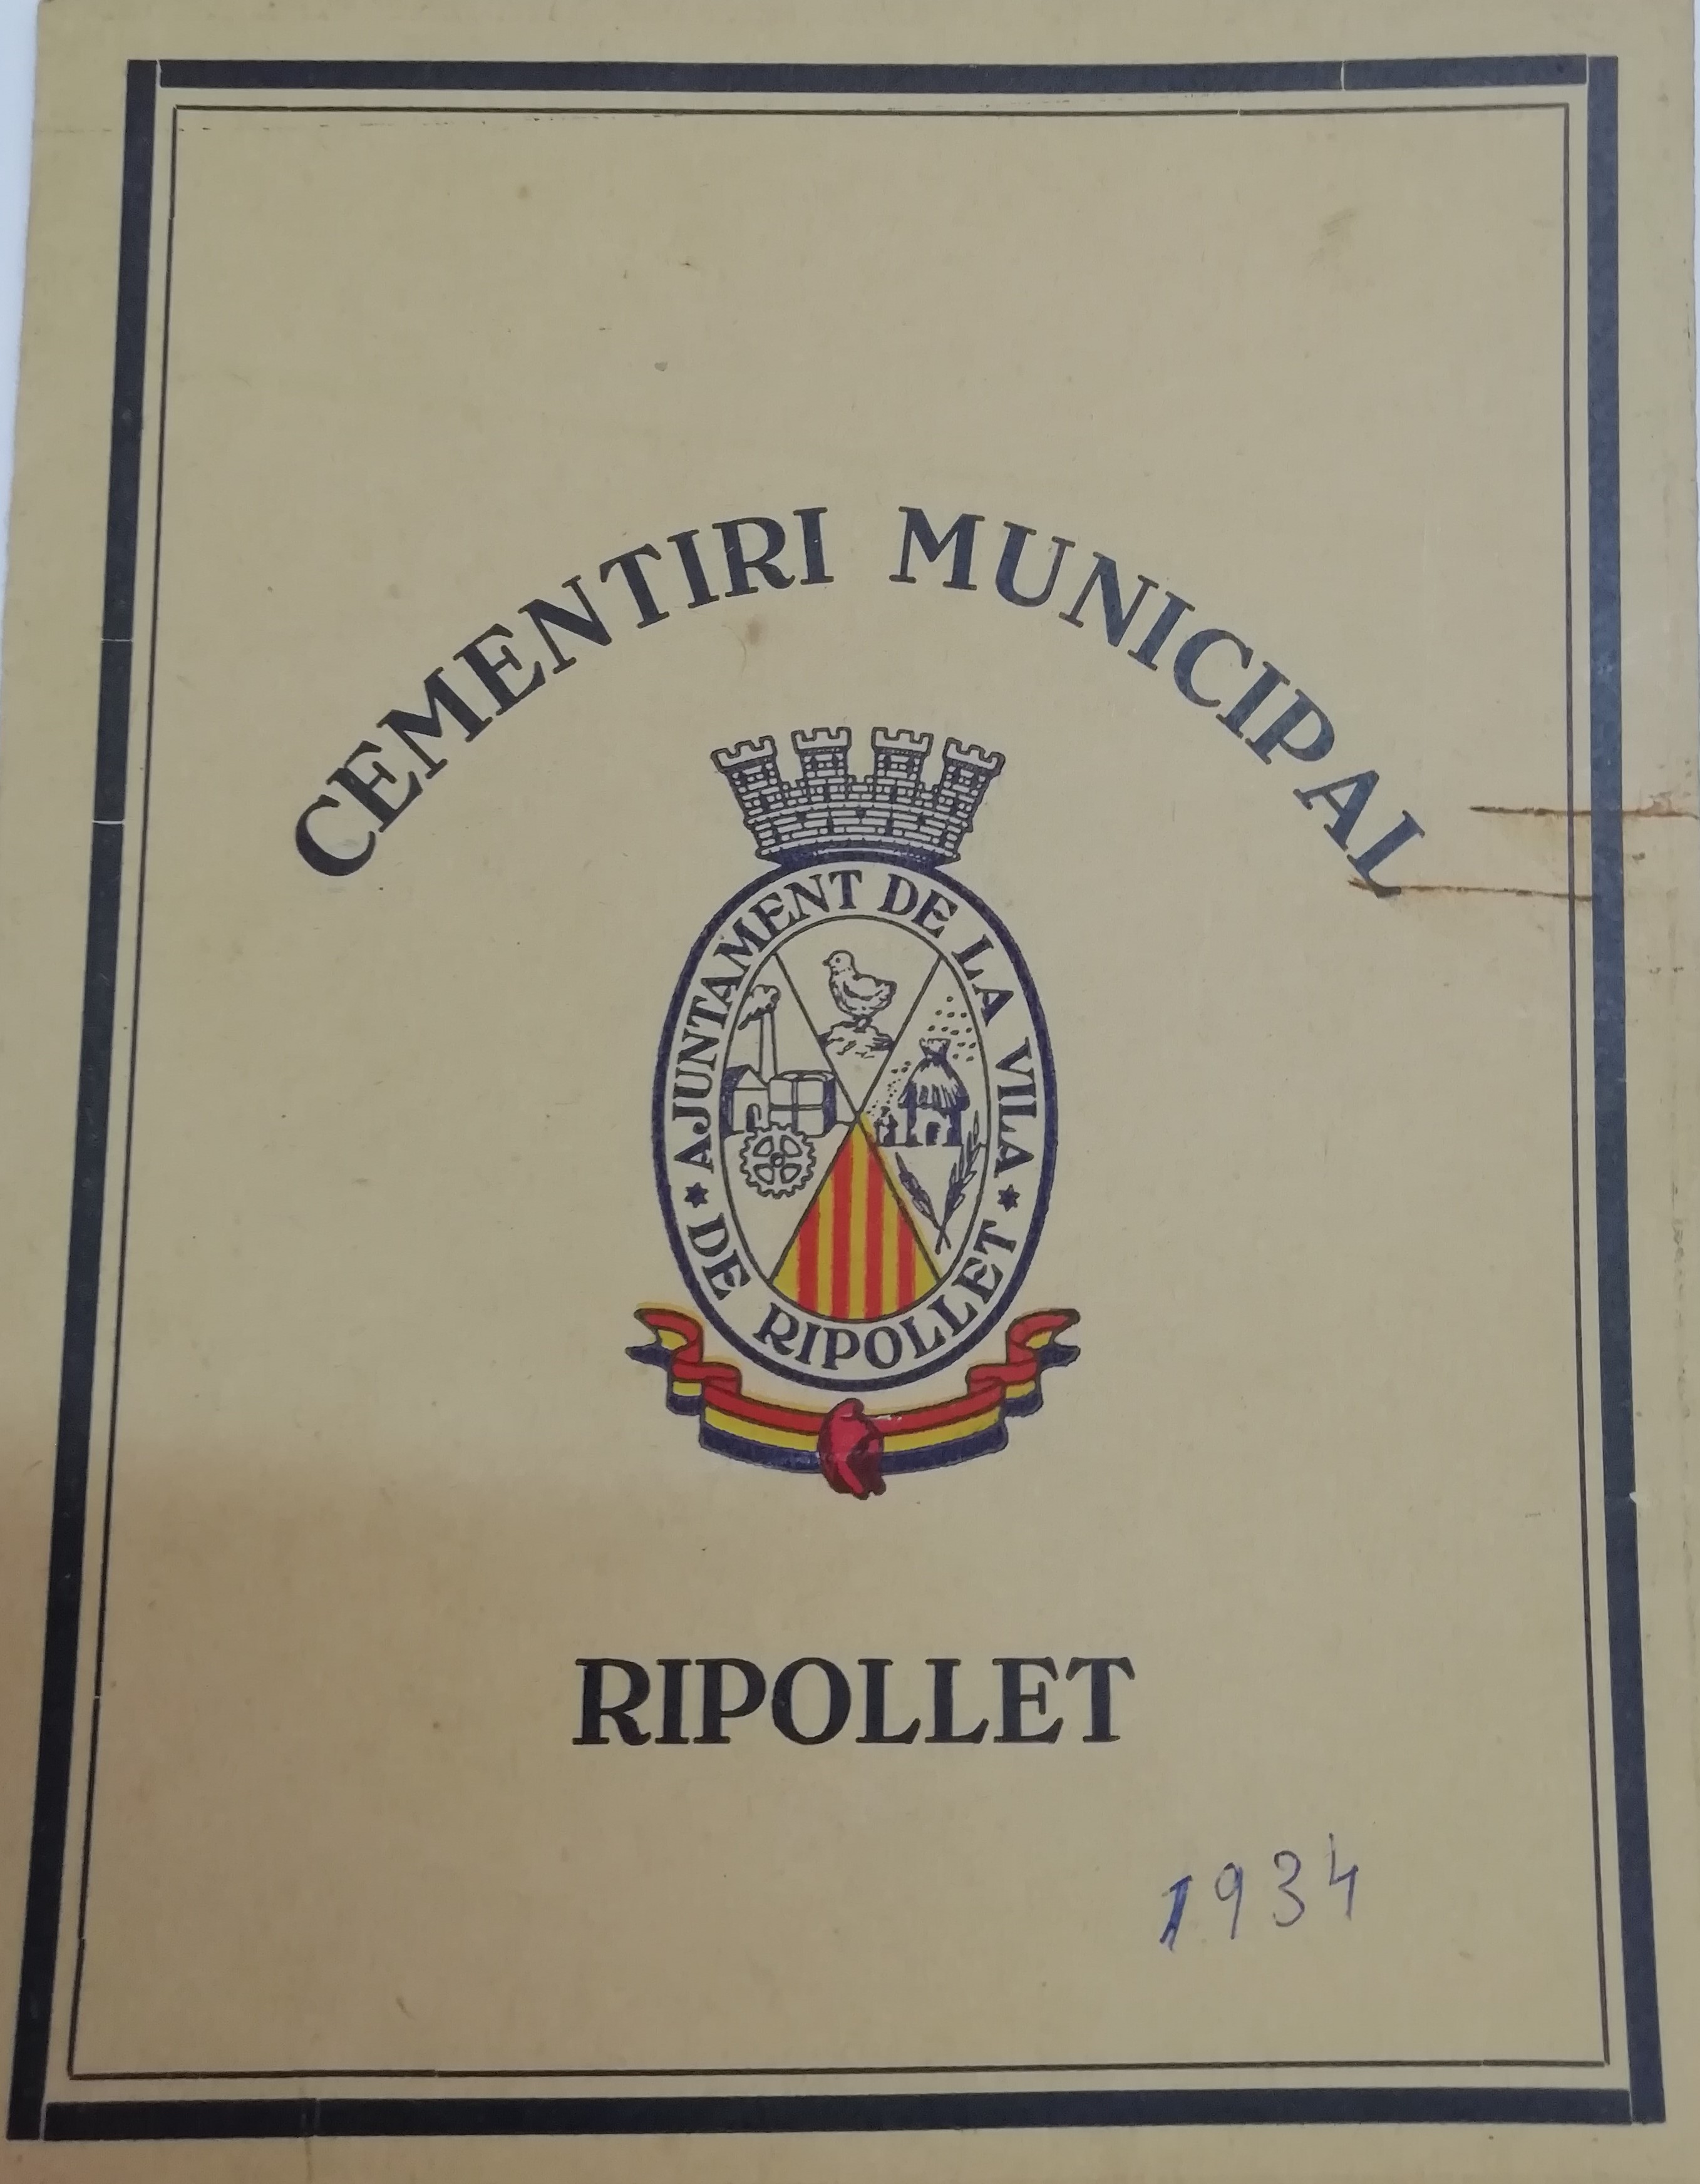 CEMENTIRI MUNICIPAL
AJUNTAMENT DE LA VILA
* DE RIPOLLET *
RIPOLLET
1934